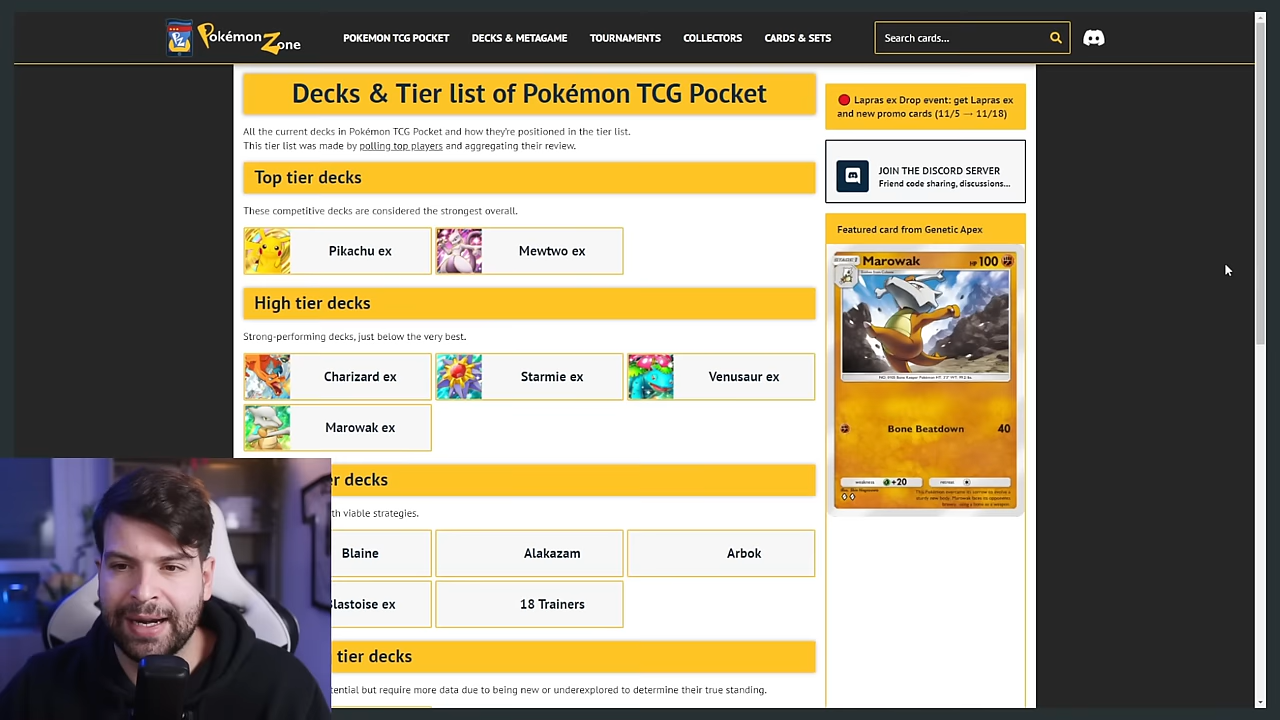 Pokémon Zone
POKEMON TCG POCKET
DECKS & METAGAME
TOURNAMENTS
COLLECTORS
CARDS & SETS
Search cards...
Decks & Tier list of Pokémon TCG Pocket
All the current decks in Pokémon TCG Pocket and how they're positioned in the tier list.
This tier list was made by polling top players and aggregating their review.
Top tier decks
These competitive decks are considered the strongest overall.
Pikachu ex
Mewtwo ex
High tier decks
Strong-performing decks, just below the very best.
Charizard ex
Starmie ex
Venusaur ex
Marowak ex
er decks
th viable strategies.
Blaine
Alakazam
Arbok
lastoise ex
18 Trainers
tier decks
tential but require more data due to being new or underexplored to determine their true standing.
Lapras ex Drop event: get Lapras ex
and new promo cards (11/5 → 11/18)
JOIN THE DISCORD SERVER
Friend code sharing, discussions...
Featured card from Genetic Apex
Marowak
HP 100
Bone Beatdown 40
weakness +20